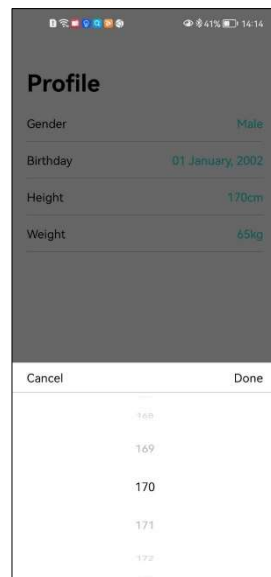 41% 14:14
Profile
Gender Male
Birthday 01 January, 2002
Height 170cm
Weight 65kg
Cancel Done
168
169
170
171
172